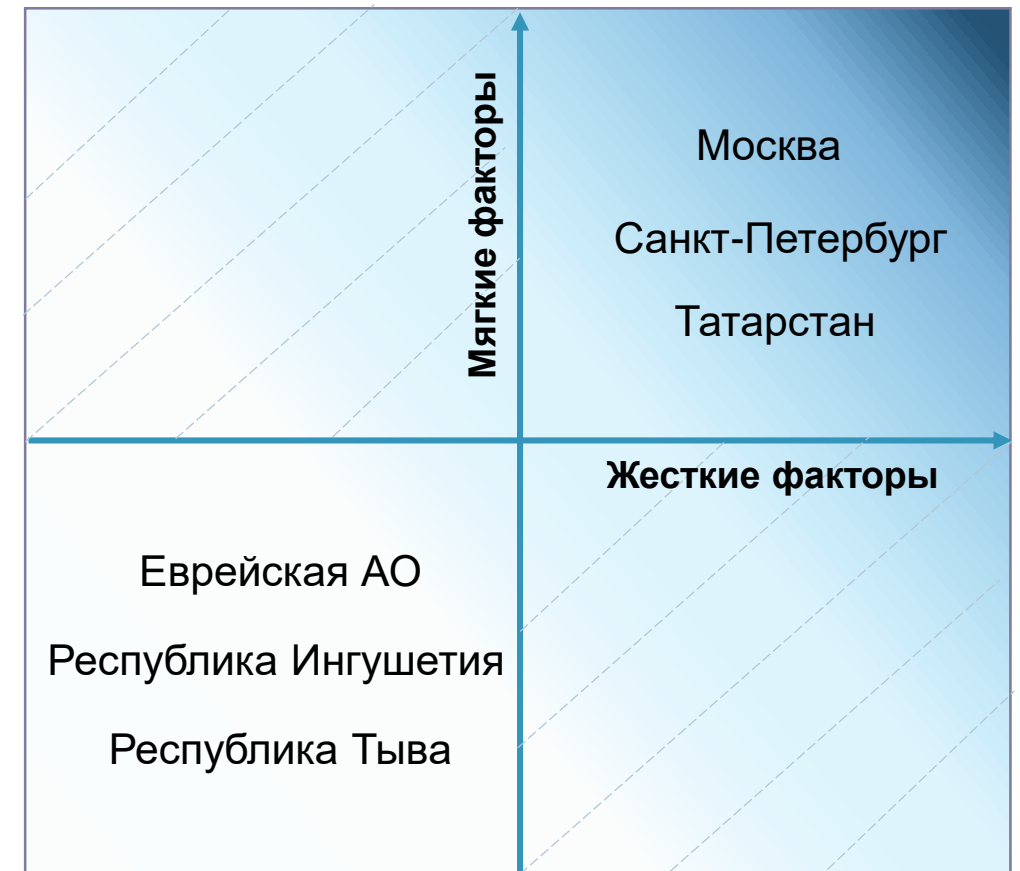 Мягкие факторы
Москва
Санкт-Петербург
Татарстан
Жесткие факторы
Еврейская АО
Республика Ингушетия
Республика Тыва